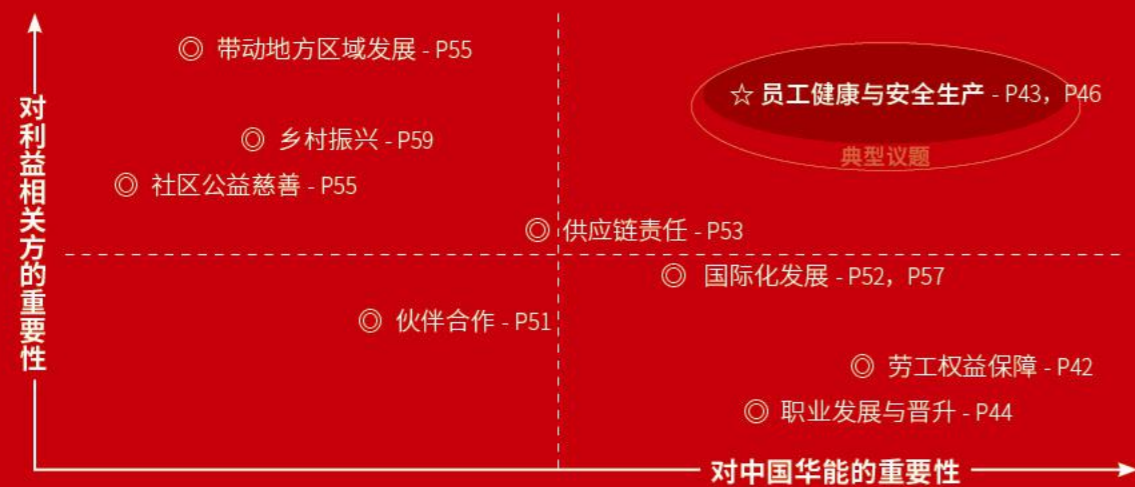 ◎ 带动地方区域发展 - P55
☆ 员工健康与安全生产 - P43，P46
典型议题
◎ 乡村振兴 - P59
◎ 社区公益慈善 - P55
◎ 供应链责任 - P53
◎ 国际化发展 - P52，P57
◎ 伙伴合作 - P51
◎ 劳工权益保障 - P42
◎ 职业发展与晋升 - P44
对利益相关方的重要性
对中国华能的重要性